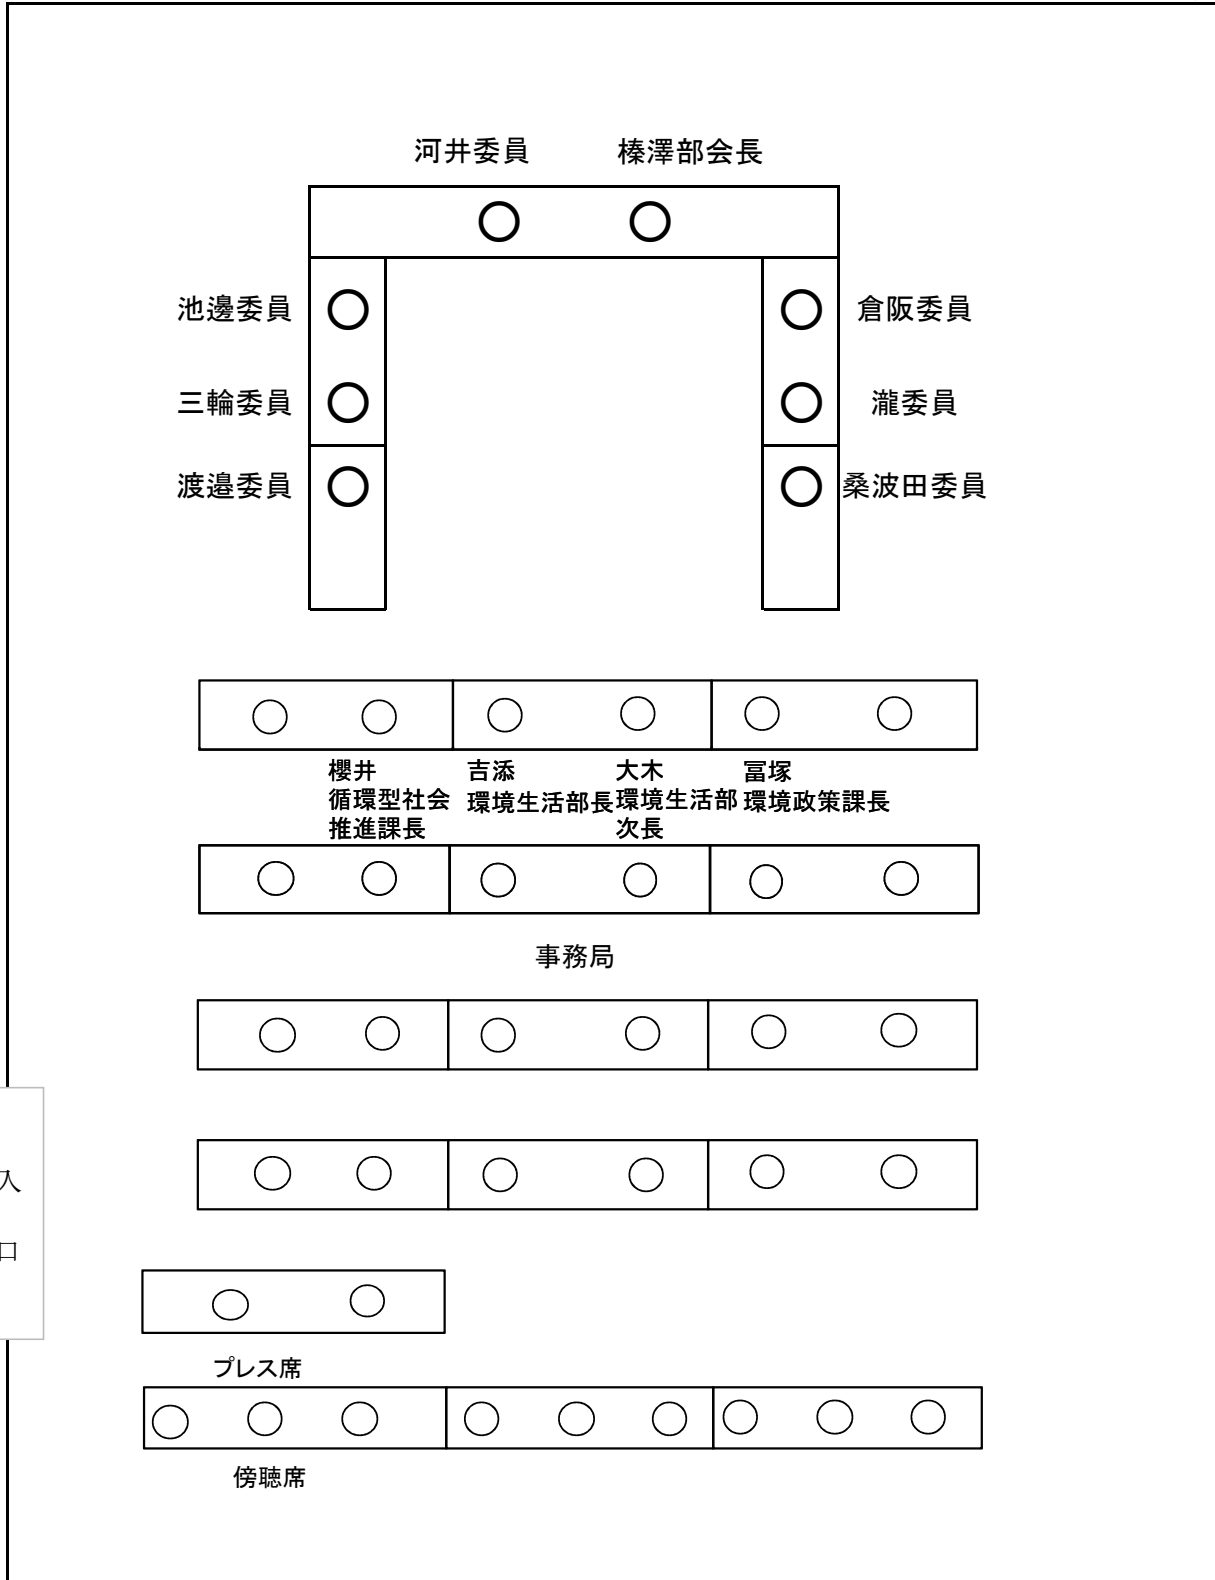 河井委員
榛澤部会長
池邊委員
倉阪委員
三輪委員
瀧委員
渡邉委員
桑波田委員
櫻井
循環型社会
推進課長
吉添
環境生活部長
大木
環境生活部
次長
冨塚
環境政策課長
事務局
入
口
プレス席
傍聴席